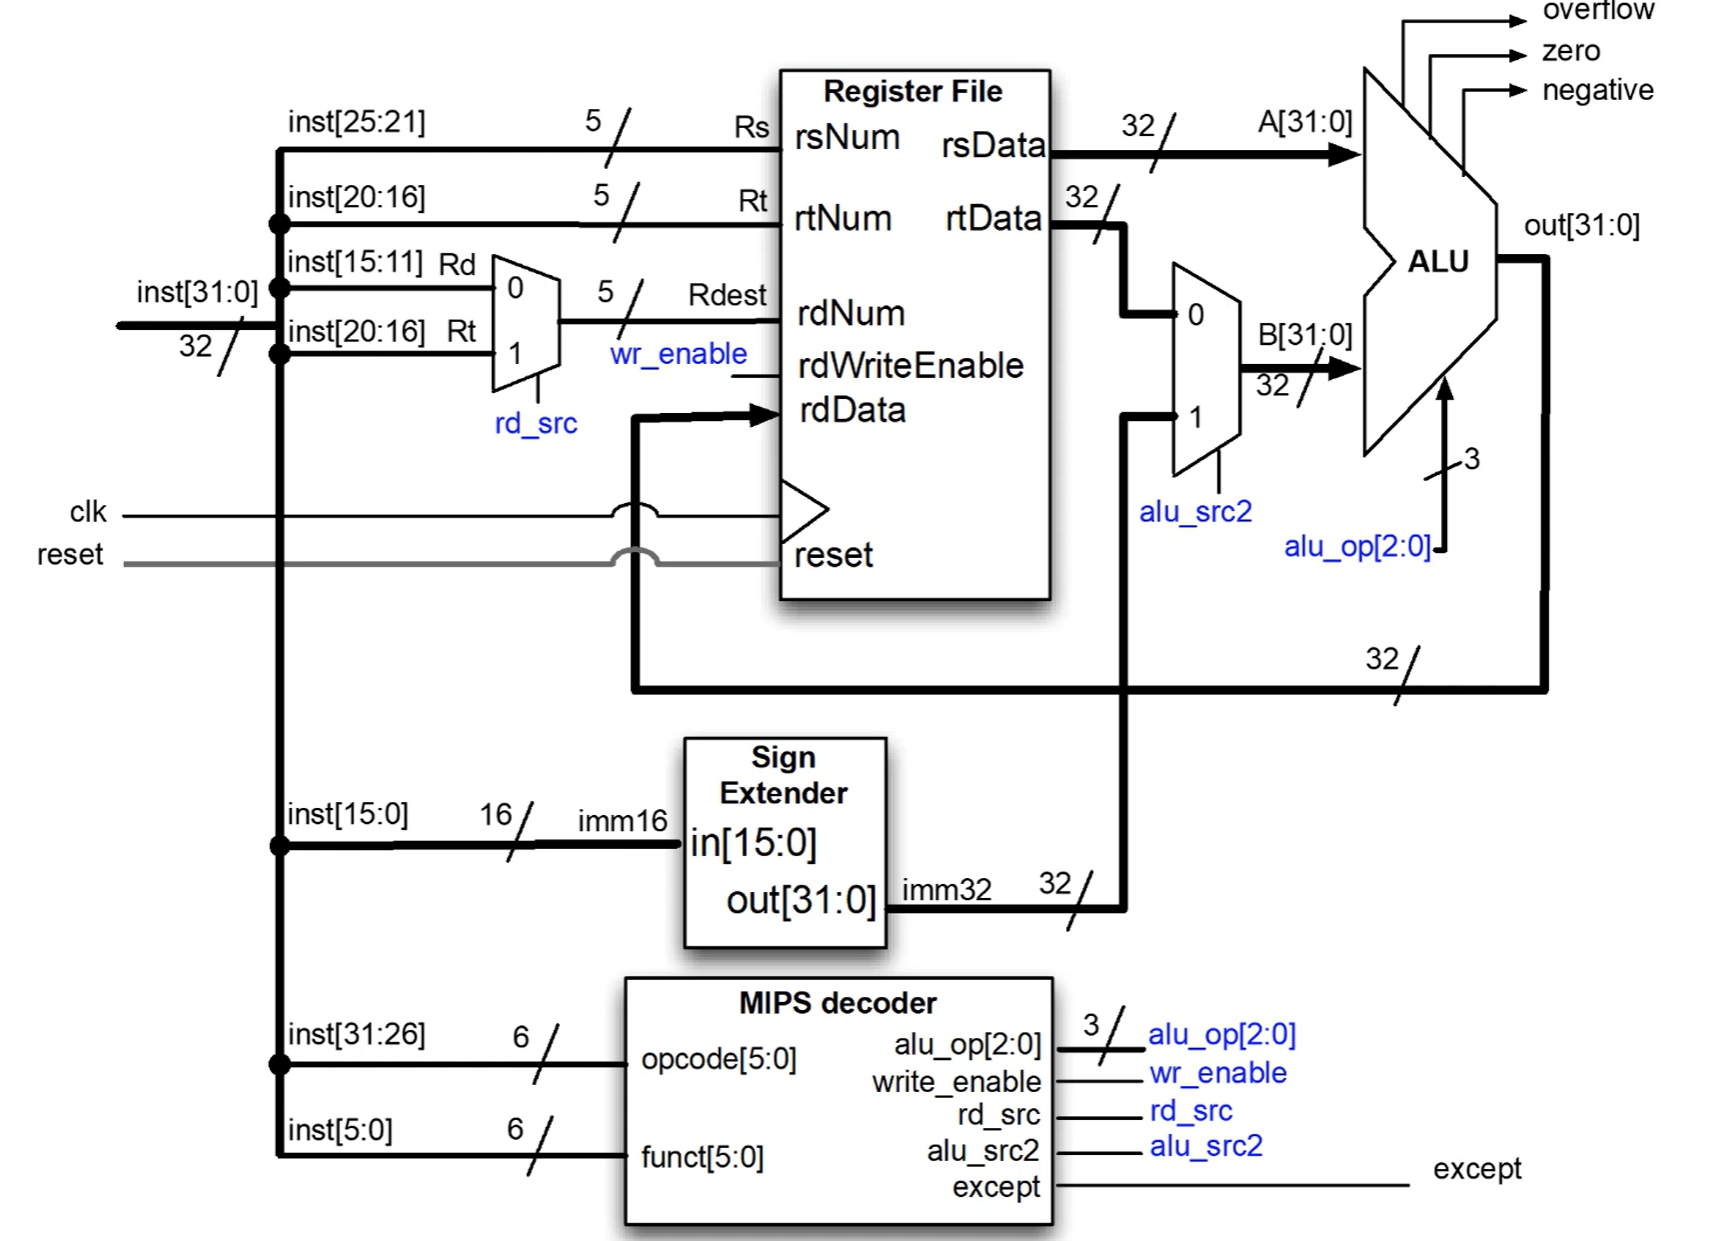 overflow
zero
negative
Register File
inst[25:21]
5
Rs
rsNum
rsData
32
A[31:0]
inst[20:16]
5
Rt
rtNum
rtData
32
out[31:0]
inst[15:11]
Rd
0
ALU
inst[31:0]
32
5
Rdest
rdNum
0
B[31:0]
32
inst[20:16]
Rt
1
wr_enable
rdWriteEnable
rdData
1
rd_src
3
clk
alu_src2
reset
reset
alu_op[2:0]
32
Sign
Extender
inst[15:0]
16
imm16
in[15:0]
out[31:0]
imm32
32
MIPS decoder
inst[31:26]
6
opcode[5:0]
alu_op[2:0]
3
alu_op[2:0]
write_enable
wr_enable
rd_src
rd_src
inst[5:0]
6
funct[5:0]
alu_src2
alu_src2
except
except